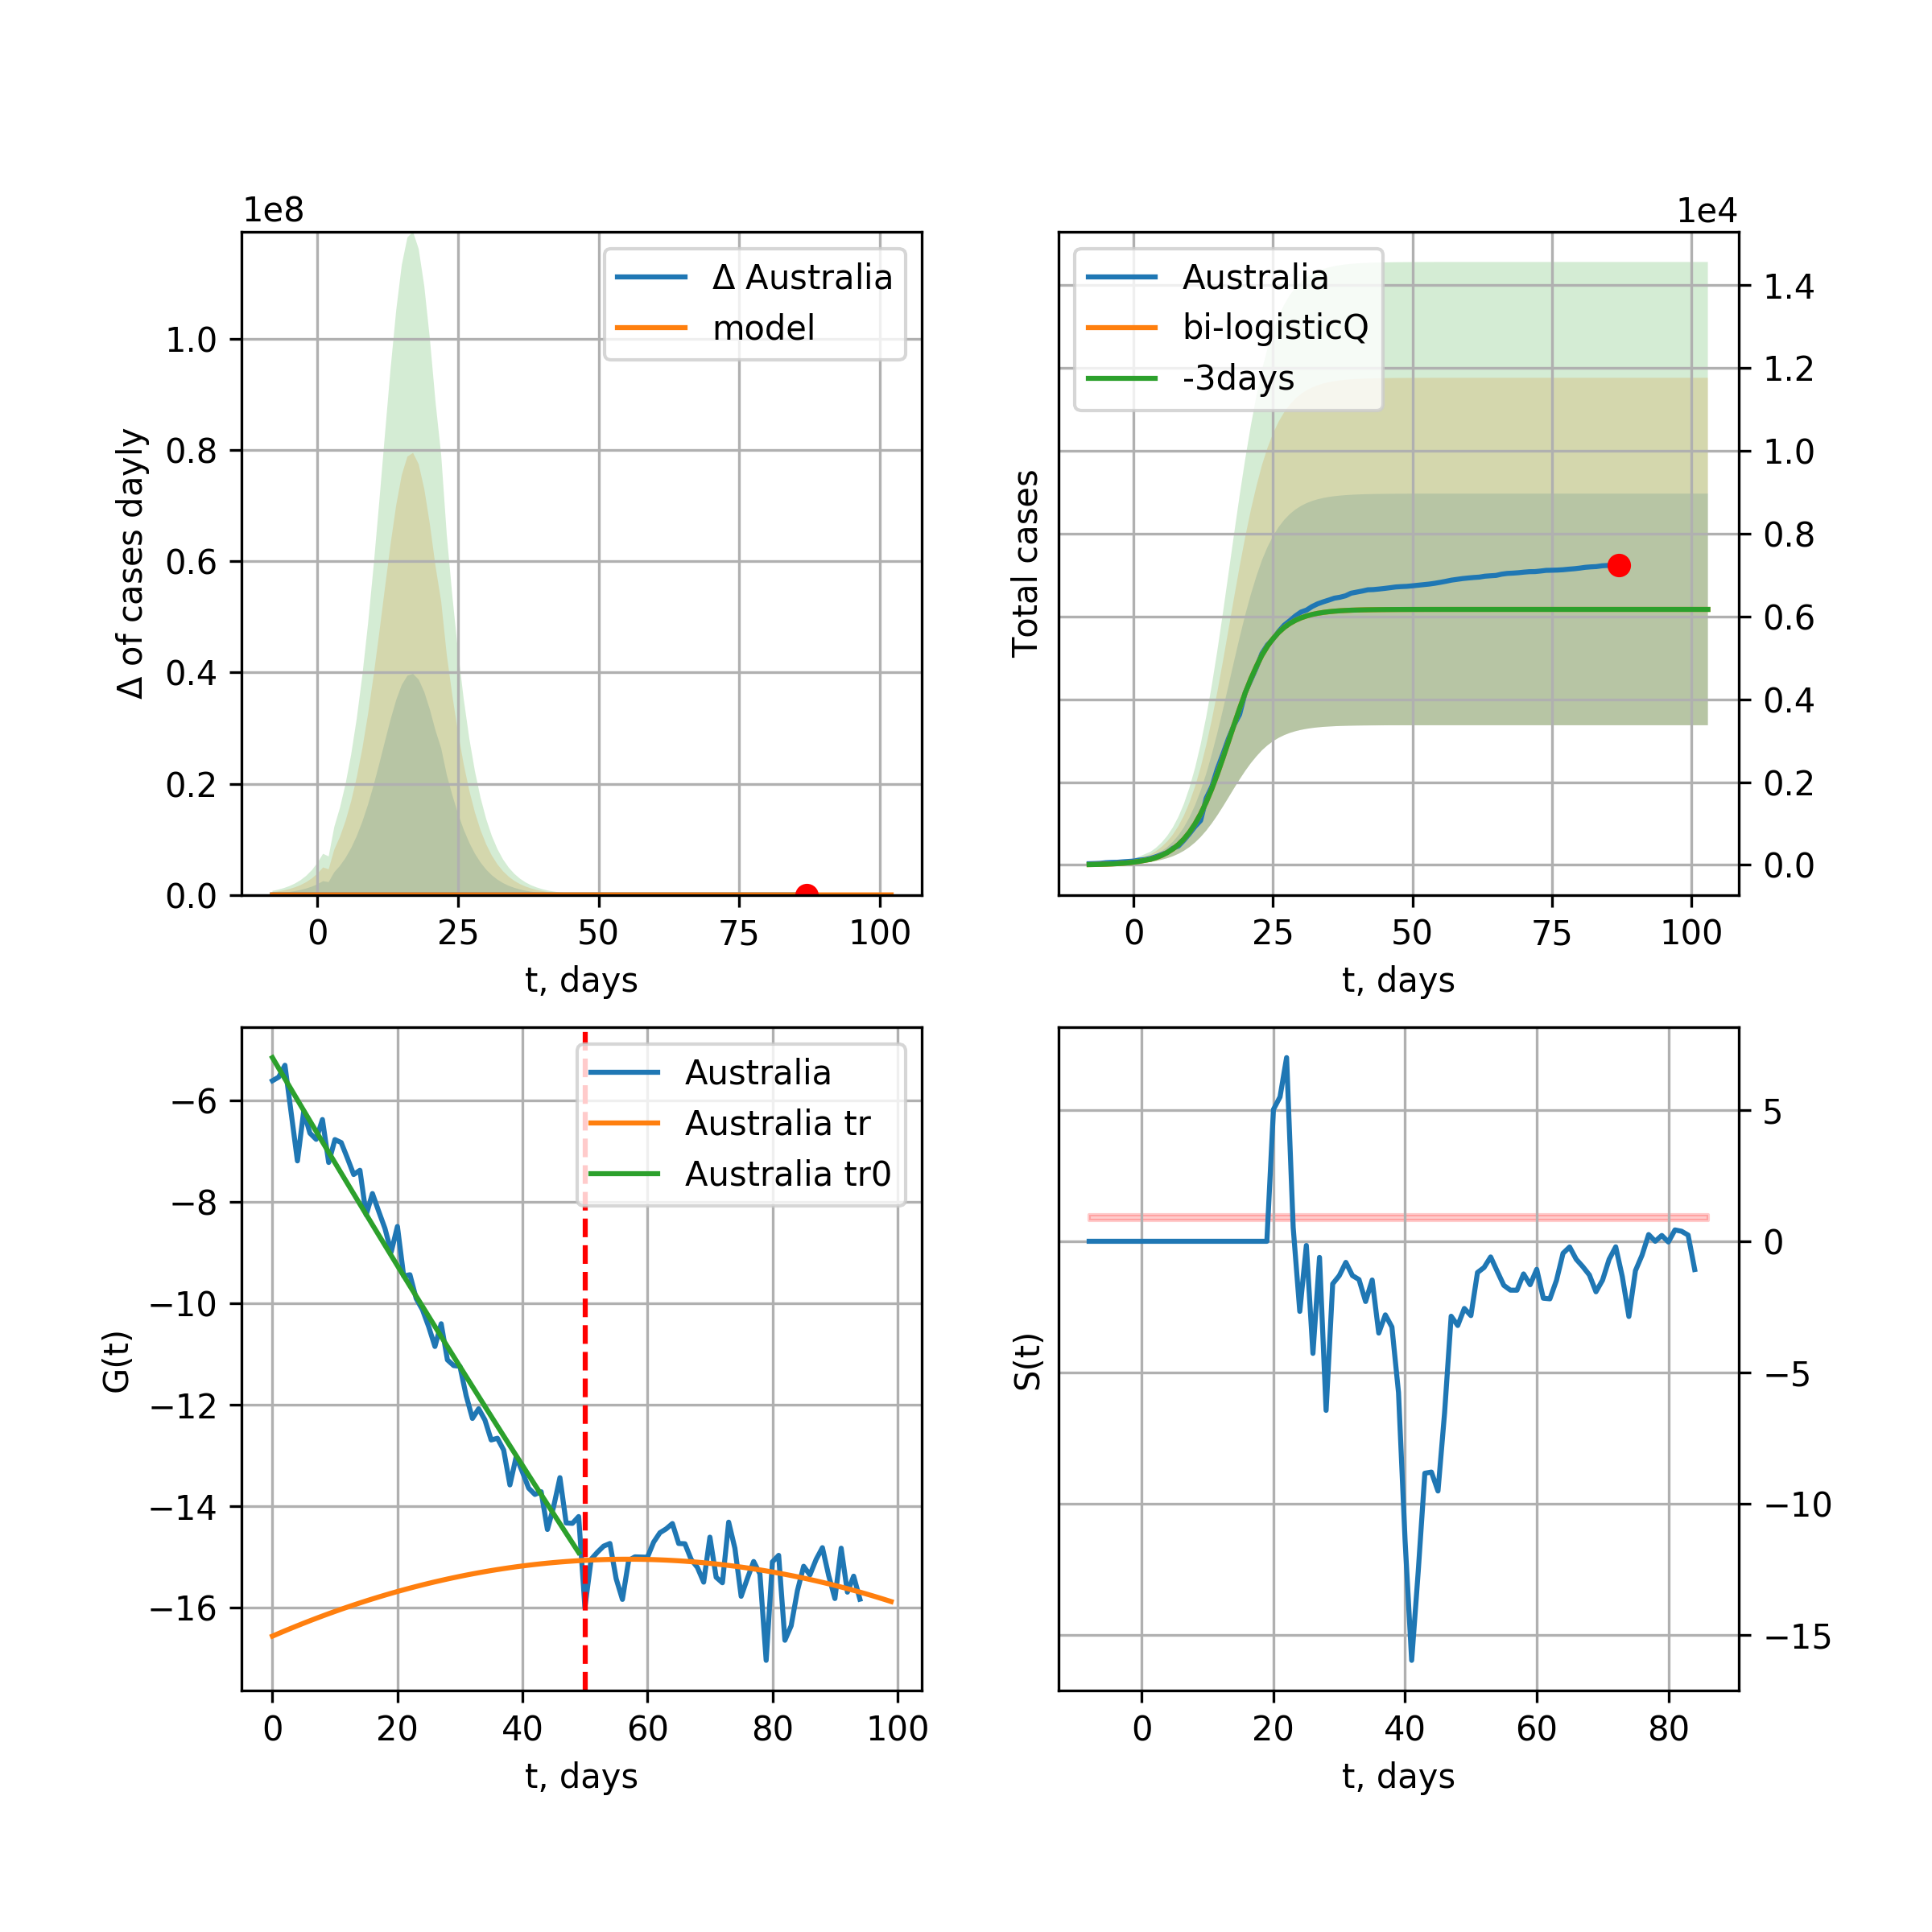 1e8
Δ of cases dayly
1.0
0.8
0.6
0.4
0.2
0.0
0 25 50 75 100
t, days
Δ Australia
model
1e4
Total cases
1.4
1.2
1.0
0.8
0.6
0.4
0.2
0.0
0 25 50 75 100
t, days
Australia
bi-logisticQ
-3days
G(t)
−6
−8
−10
−12
−14
−16
0 20 40 60 80 100
t, days
Australia
Australia tr
Australia tr0
S(t)
5
0
−5
−10
−15
0 20 40 60 80
t, days